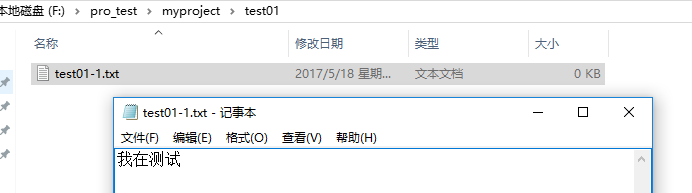 本地磁盘 (F:) > pro_test > myproject > test01
名称 修改日期 类型 大小
test01-1.txt 2017/5/18 星期... 文本文档 0 KB
test01-1.txt - 记事本
文件(F) 编辑(E) 格式(O) 查看(V) 帮助(H)
我在测试